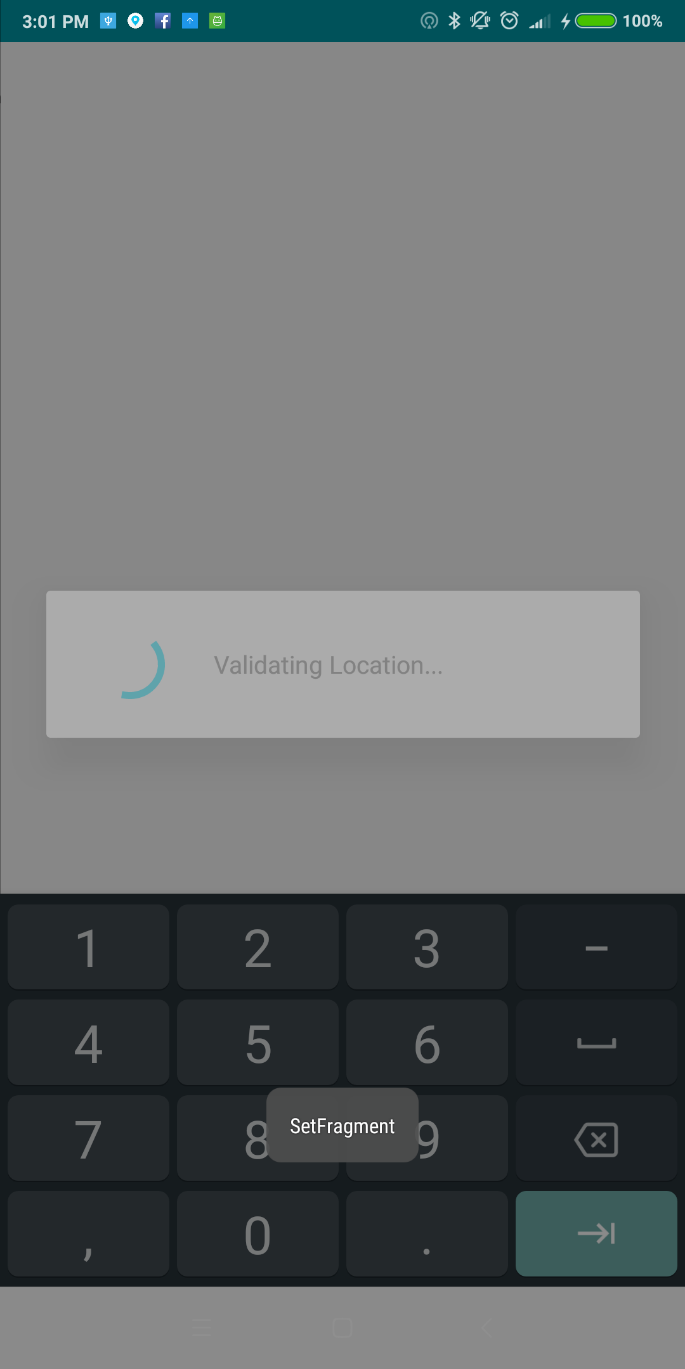 3:01 PM
100%
Validating Location...
1 2 3 -
4 5 6
7 8 9
SetFragment
, 0 .